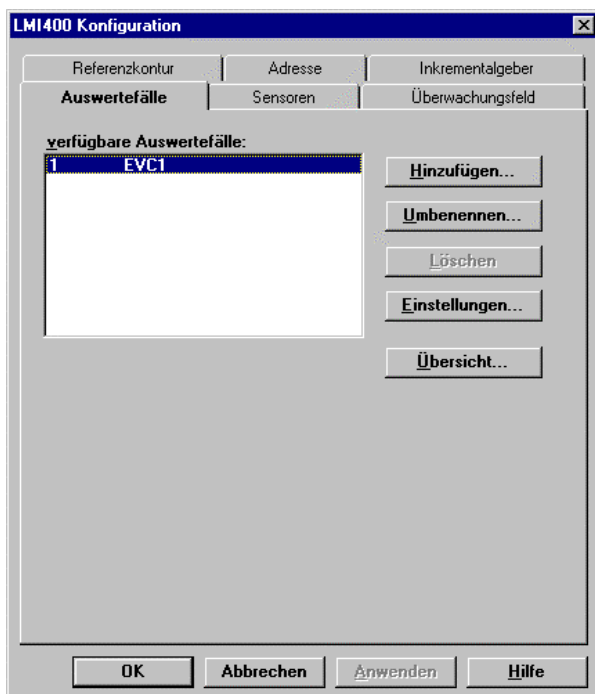 LMI400 Konfiguration
Referenzkontur Adresse Inkrementalgeber
Auswertefälle Sensoren Überwachungsfeld
verfügbare Auswertefälle:
1 EVC1
Hinzufügen...
Umbenennen...
Löschen
Einstellungen...
Übersicht...
OK Abbrechen Anwenden Hilfe